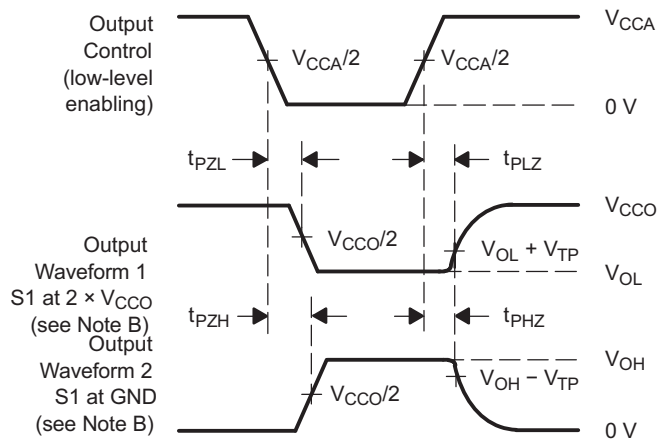 Output
Control
(low-level
enabling)
V_CCA/2
V_CCA/2
V_CCA
0 V
t_PZL
t_PLZ
Output
Waveform 1
S1 at 2 × V_CCO
(see Note B)
V_CCO/2
V_CCO
V_OL + V_TP
V_OL
t_PZH
t_PHZ
Output
Waveform 2
S1 at GND
(see Note B)
V_CCO/2
V_OH
V_OH − V_TP
0 V